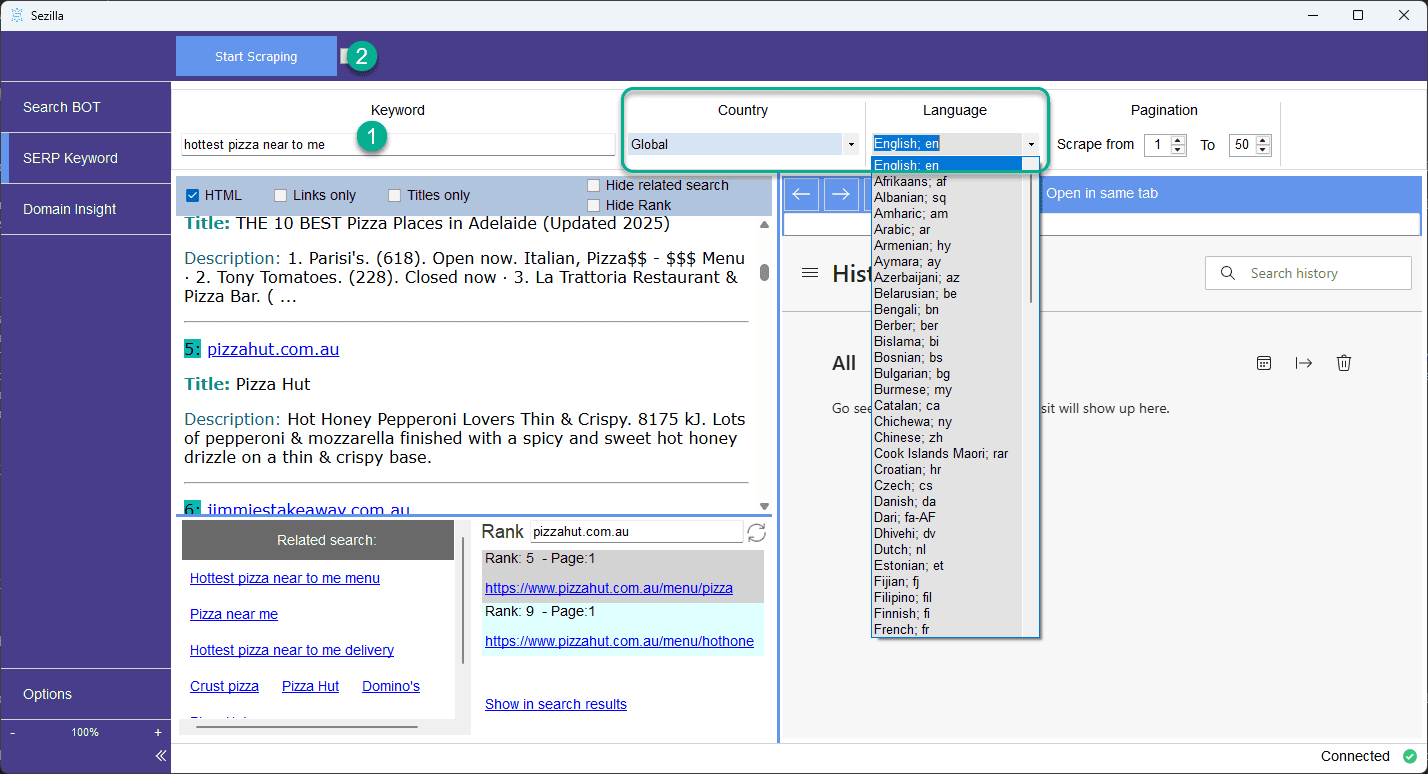 Sezilla
Start Scraping
2
Search BOT
SERP Keyword
Domain Insight
Options
- 100% +
Keyword
hottest pizza near to me
1
Country
Global
Language
English; en
Pagination
Scrape from 1 To 50
English; en
Afrikaans; af
Albanian; sq
Amharic; am
Arabic; ar
Armenian; hy
Aymara; ay
Azerbaijani; az
Belarusian; be
Bengali; bn
Berber; ber
Bislama; bi
Bosnian; bs
Bulgarian; bg
Burmese; my
Catalan; ca
Chichewa; ny
Chinese; zh
Cook Islands Maori; rar
Croatian; hr
Czech; cs
Danish; da
Dari; fa-AF
Dhivehi; dv
Dutch; nl
Estonian; et
Fijian; fj
Filipino; fil
Finnish; fi
French; fr
HTML
Links only
Titles only
Hide related search
Hide Rank
Title: THE 10 BEST Pizza Places in Adelaide (Updated 2025)
Description: 1. Parisi's. (618). Open now. Italian, Pizza$$ - $$$ Menu
· 2. Tony Tomatoes. (228). Closed now · 3. La Trattoria Restaurant &
Pizza Bar. ( ...
5: pizzahut.com.au
Title: Pizza Hut
Description: Hot Honey Pepperoni Lovers Thin & Crispy. 8175 kJ. Lots
of pepperoni & mozzarella finished with a spicy and sweet hot honey
drizzle on a thin & crispy base.
6: jimmiestakeaway.com.au
Related search:
Hottest pizza near to me menu
Pizza near me
Hottest pizza near to me delivery
Crust pizza Pizza Hut Domino's
Rank pizzahut.com.au
Rank: 5 - Page:1
https://www.pizzahut.com.au/menu/pizza
Rank: 9 - Page:1
https://www.pizzahut.com.au/menu/hothone
Show in search results
Open in same tab
Hist
Search history
All
Go see
sit will show up here.
Connected